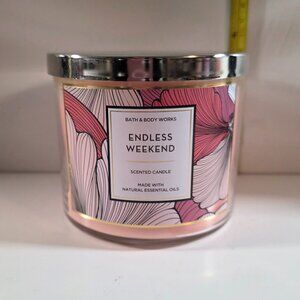 BATH & BODY WORKS
ENDLESS
WEEKEND
SCENTED CANDLE
MADE WITH
NATURAL ESSENTIAL OILS